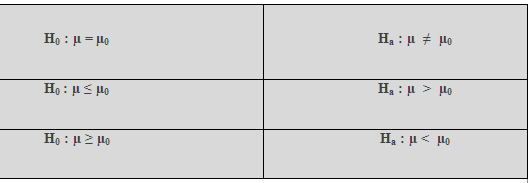 H₀ : μ = μ₀ Hₐ : μ ≠ μ₀
H₀ : μ ≤ μ₀ Hₐ : μ > μ₀
H₀ : μ ≥ μ₀ Hₐ : μ < μ₀